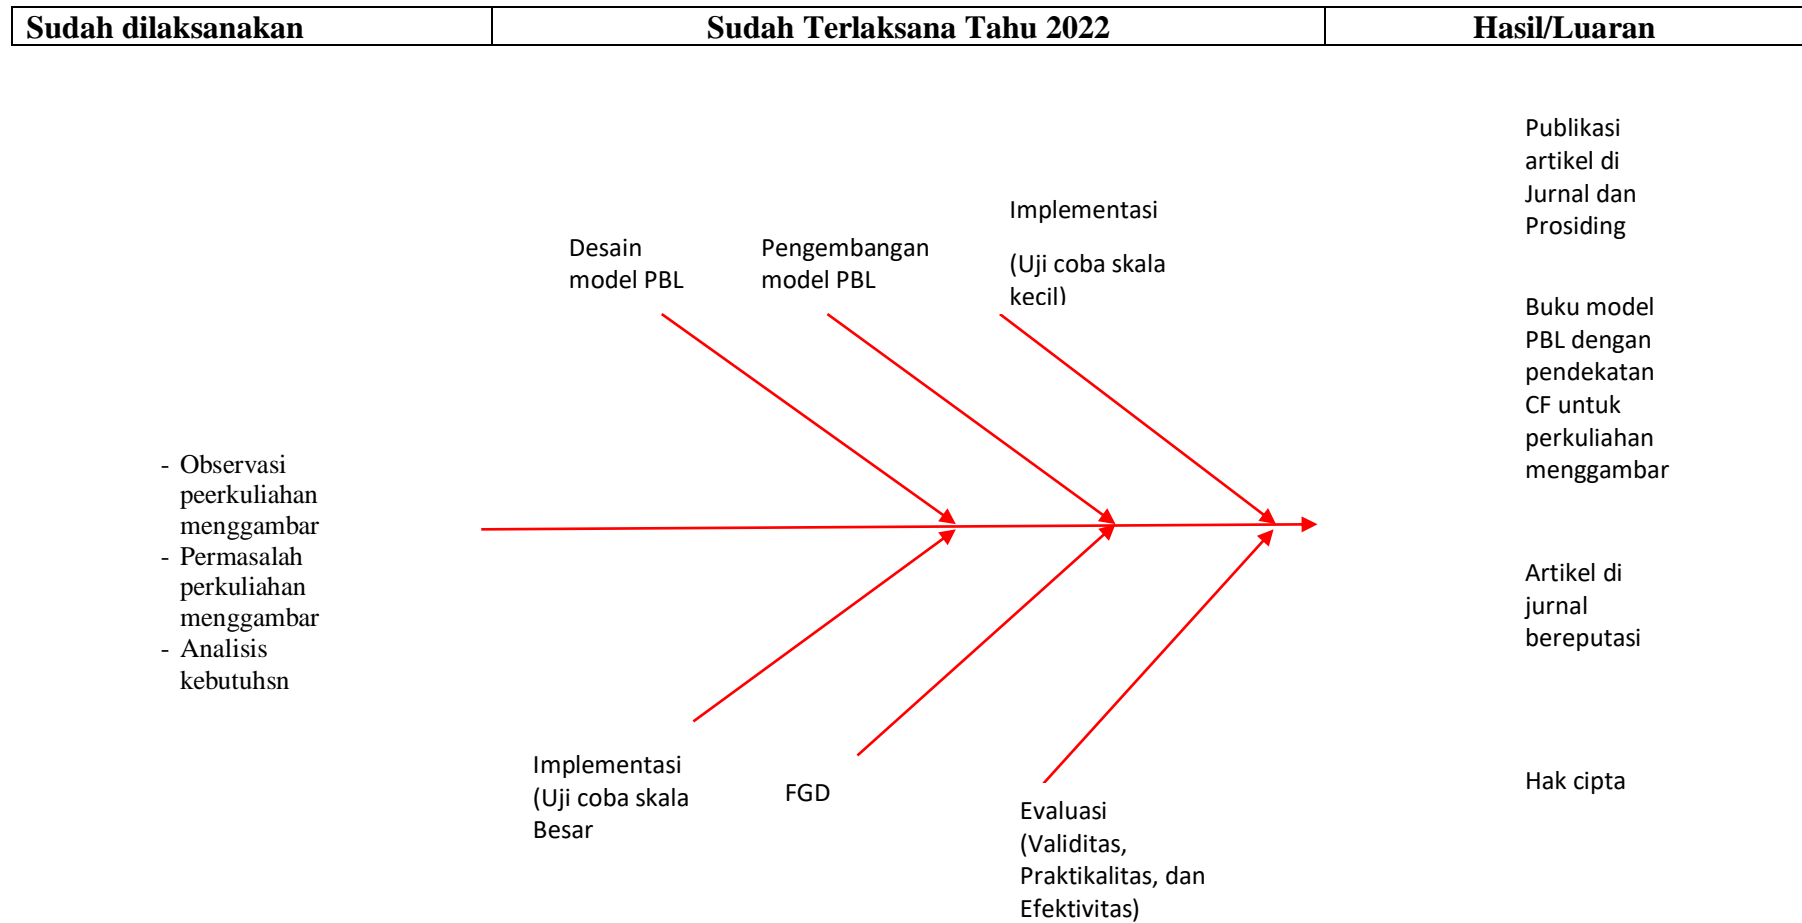 Sudah dilaksanakan
Sudah Terlaksana Tahu 2022
Hasil/Luaran
- Observasi
peerkuliahan
menggambar
- Permasalah
perkuliahan
menggambar
- Analisis
kebutuhsn
Desain
model PBL
Pengembangan
model PBL
Implementasi
(Uji coba skala
kecil)
Implementasi
(Uji coba skala
Besar
FGD
Evaluasi
(Validitas,
Praktikalitas, dan
Efektivitas)
Publikasi
artikel di
Jurnal dan
Prosiding
Buku model
PBL dengan
pendekatan
CF untuk
perkuliahan
menggambar
Artikel di
jurnal
bereputasi
Hak cipta